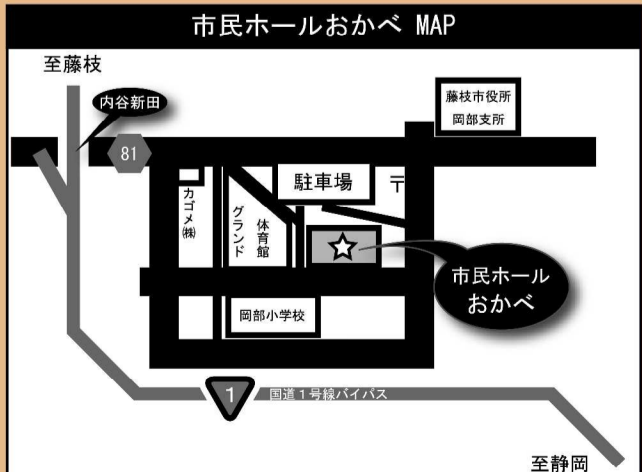 市民ホールおかべ MAP
至藤枝
内谷新田
81
藤枝市役所
岡部支所
駐車場
〒
カゴメ㈱
グランド
体育館
市民ホール
おかべ
岡部小学校
1
国道1号線バイパス
至静岡